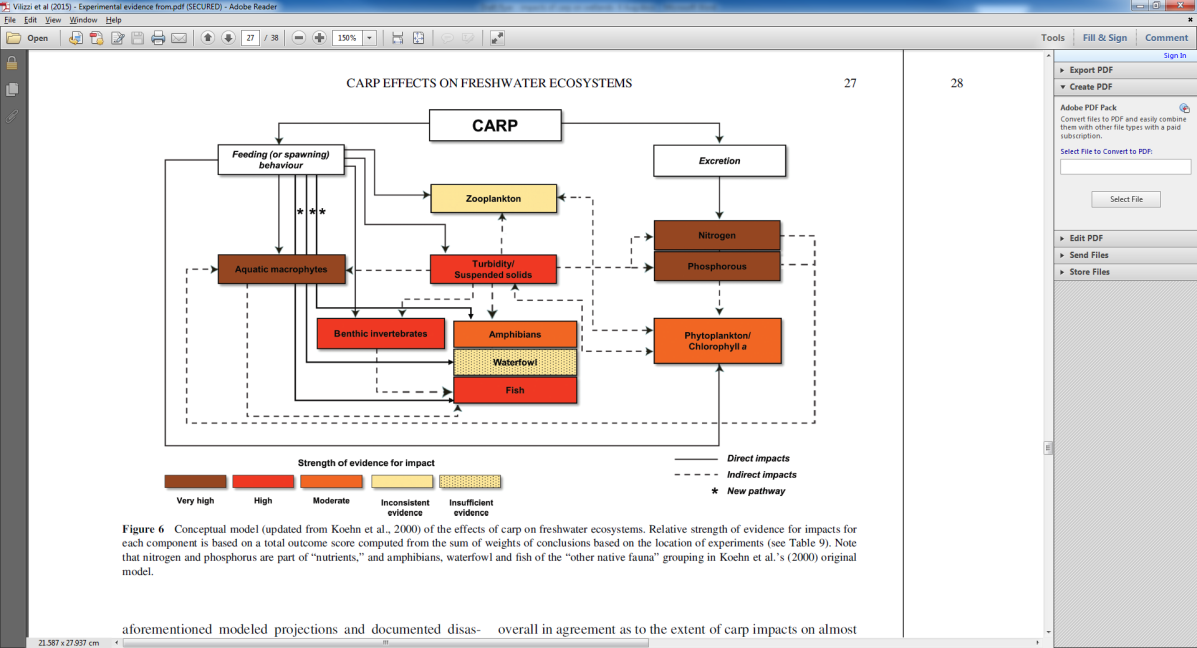 Vilizzi et al (2015) - Experimental evidence from.pdf (SECURED) - Adobe Reader
File Edit View Window Help
Open
27 / 38
150%
Tools Fill & Sign Comment
Sign In
Export PDF
Create PDF
Adobe PDF Pack
Convert files to PDF and easily combine
them with other file types with a paid
subscription.
Select File to Convert to PDF:
Select File
Edit PDF
Send Files
Store Files
CARP EFFECTS ON FRESHWATER ECOSYSTEMS 27
28
CARP
Feeding (or spawning)
behaviour
Excretion
Zooplankton
* * *
Nitrogen
Aquatic macrophytes
Turbidity/
Suspended solids
Phosphorous
Benthic invertebrates
Amphibians
Phytoplankton/
Chlorophyll a
Waterfowl
Fish
Strength of evidence for impact
Very high
High
Moderate
Inconsistent
evidence
Insufficient
evidence
Direct impacts
Indirect impacts
* New pathway
Figure 6 Conceptual model (updated from Koehn et al., 2000) of the effects of carp on freshwater ecosystems. Relative strength of evidence for impacts for
each component is based on a total outcome score computed from the sum of weights of conclusions based on the location of experiments (see Table 9). Note
that nitrogen and phosphorus are part of “nutrients,” and amphibians, waterfowl and fish of the “other native fauna” grouping in Koehn et al.’s (2000) original
model.
aforementioned modeled projections and documented disas-
overall in agreement as to the extent of carp impacts on almost
21.587 x 27.937 cm